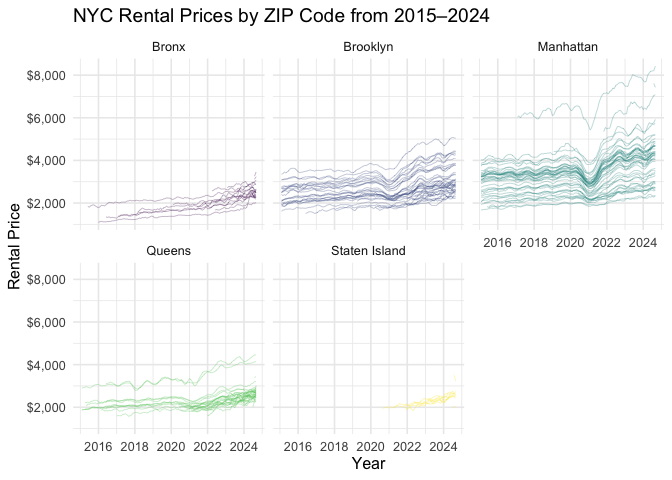 NYC Rental Prices by ZIP Code from 2015–2024
Bronx
Brooklyn
Manhattan
$8,000
$6,000
$4,000
$2,000
2016 2018 2020 2022 2024
Queens
Staten Island
$8,000
$6,000
$4,000
$2,000
2016 2018 2020 2022 2024
2016 2018 2020 2022 2024
Rental Price
Year